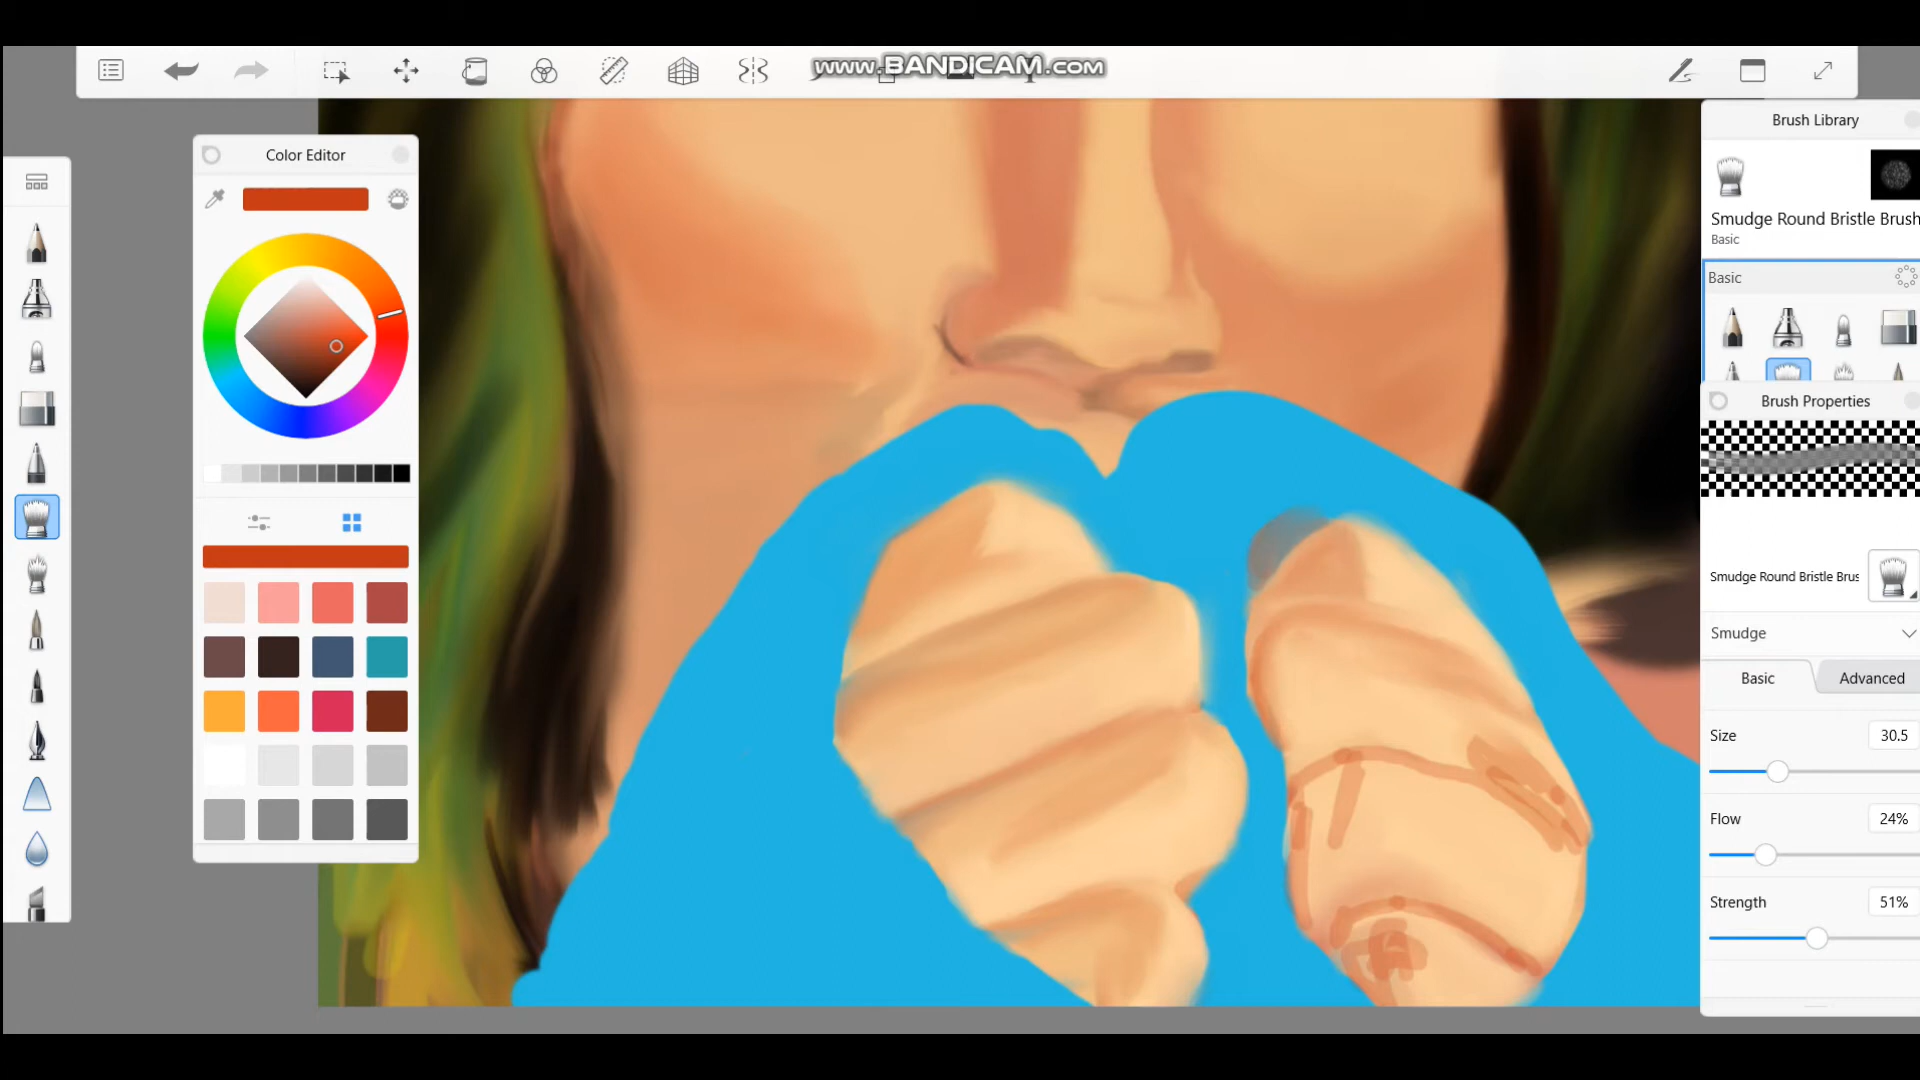 www.BANDICAM.com
Brush Library
Color Editor
Smudge Round Bristle Brush
Basic
Basic
Brush Properties
Smudge Round Bristle Brus
Smudge
Basic
Advanced
Size
30.5
Flow
24%
Strength
51%